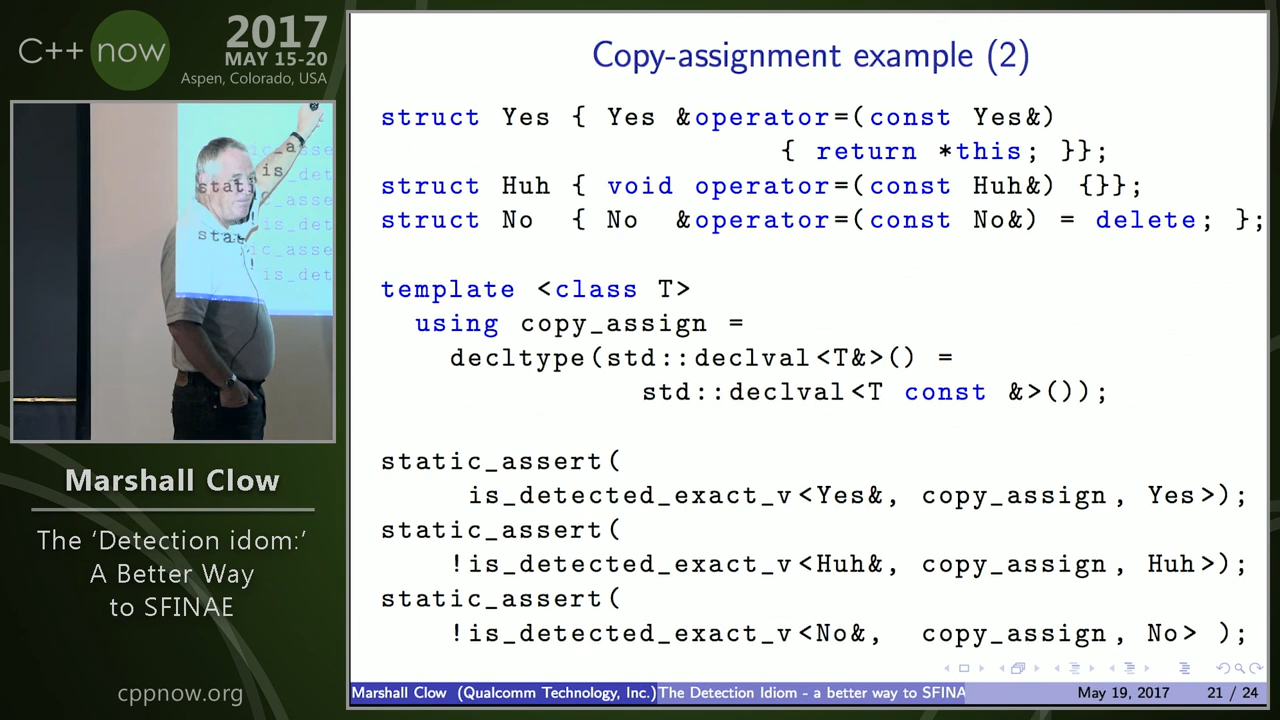 C++ now
2017
MAY 15-20
Aspen, Colorado, USA
Marshall Clow
The ‘Detection idom:’
A Better Way
to SFINAE
cppnow.org
Copy-assignment example (2)
struct Yes { Yes &operator=(const Yes&)
{ return *this; }};
struct Huh { void operator=(const Huh&) {}};
struct No { No &operator=(const No&) = delete; };
template <class T>
using copy_assign =
decltype(std::declval<T&>() =
std::declval<T const &>());
static_assert(
is_detected_exact_v<Yes&, copy_assign, Yes>);
static_assert(
!is_detected_exact_v<Huh&, copy_assign, Huh>);
static_assert(
!is_detected_exact_v<No&, copy_assign, No> );
Marshall Clow (Qualcomm Technology, Inc.) The Detection Idiom - a better way to SFINA May 19, 2017 21 / 24